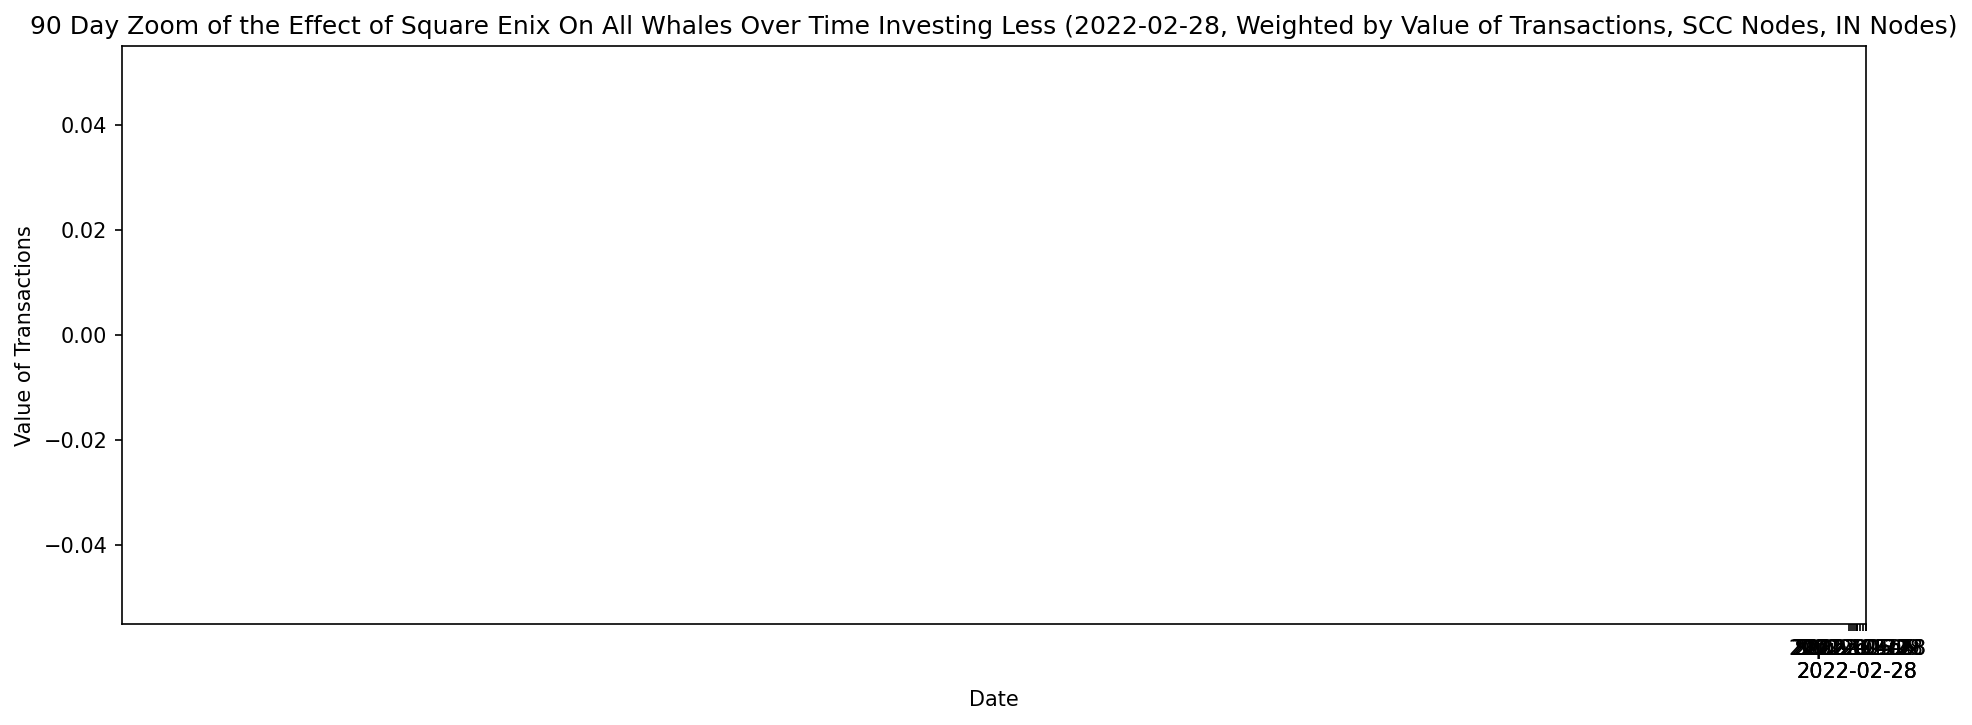 90 Day Zoom of the Effect of Square Enix On All Whales Over Time Investing Less (2022-02-28, Weighted by Value of Transactions, SCC Nodes, IN Nodes)
0.04
0.02
0.00
−0.02
−0.04
Value of Transactions
2022-02-28
Date